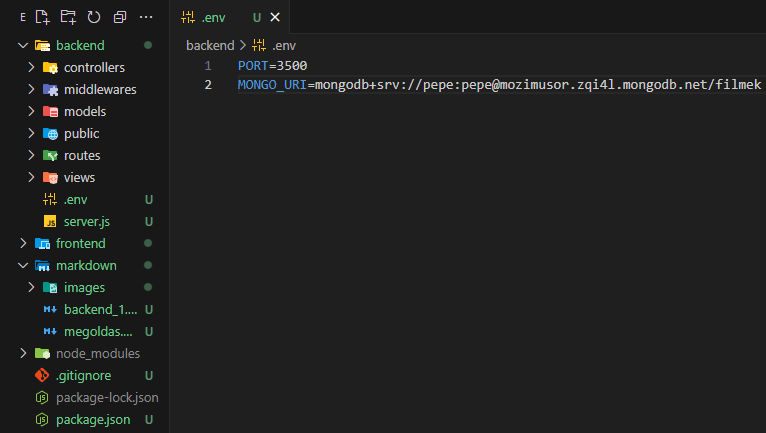 E
.env U
backend
controllers
middlewares
models
public
routes
views
.env U
server.js U
frontend
markdown
images
backend_1.... U
megoldas.... U
node_modules
.gitignore U
package-lock.json
package.json U
backend > .env
1 PORT=3500
2 MONGO_URI=mongodb+srv://pepe:pepe@mozimusor.zqi4l.mongodb.net/filmek